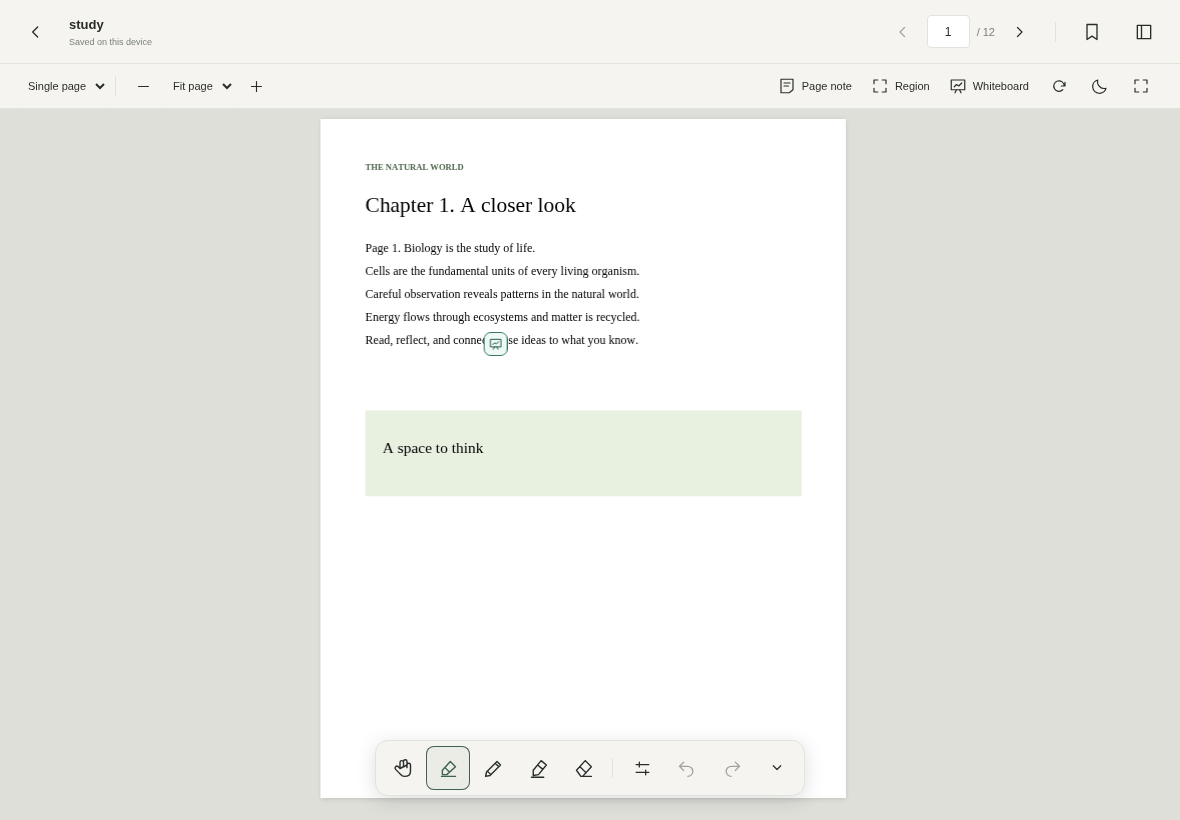 study
Saved on this device
1 / 12
Single page
Fit page
Page note
Region
Whiteboard
THE NATURAL WORLD
Chapter 1. A closer look
Page 1. Biology is the study of life.
Cells are the fundamental units of every living organism.
Careful observation reveals patterns in the natural world.
Energy flows through ecosystems and matter is recycled.
Read, reflect, and ideas to what you know.
A space to think